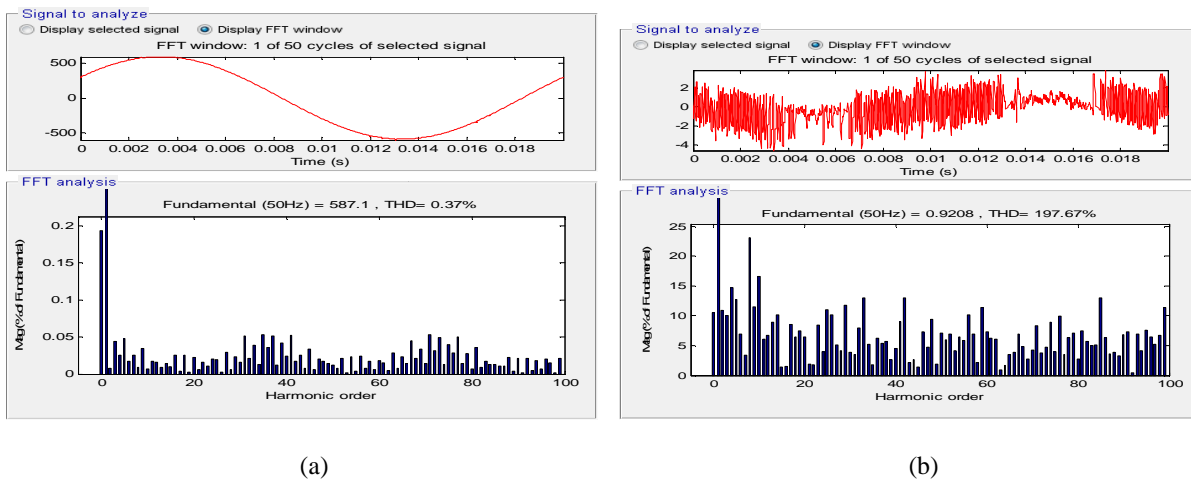 Signal to analyze
Display selected signal Display FFT window
FFT window: 1 of 50 cycles of selected signal
500
0
-500
0 0.002 0.004 0.006 0.008 0.01 0.012 0.014 0.016 0.018
Time (s)
FFT analysis
Fundamental (50Hz) = 587.1 , THD= 0.37%
0.2
0.15
0.1
0.05
0
Mag (% of Fundamental)
0 20 40 60 80 100
Harmonic order
(a)
Signal to analyze
Display selected signal Display FFT window
FFT window: 1 of 50 cycles of selected signal
2
0
-2
-4
0 0.002 0.004 0.006 0.008 0.01 0.012 0.014 0.016 0.018
Time (s)
FFT analysis
Fundamental (50Hz) = 0.9208 , THD= 197.67%
25
20
15
10
5
0
Mag (% of Fundamental)
0 20 40 60 80 100
Harmonic order
(b)